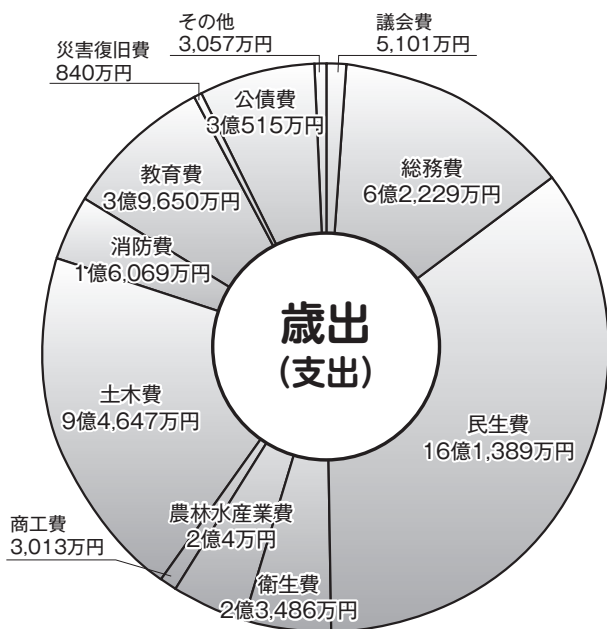 歳出
(支出)
議会費
5,101万円
総務費
6億2,229万円
民生費
16億1,389万円
衛生費
2億3,486万円
農林水産業費
2億4万円
商工費
3,013万円
土木費
9億4,647万円
消防費
1億6,069万円
教育費
3億9,650万円
災害復旧費
840万円
公債費
3億515万円
その他
3,057万円